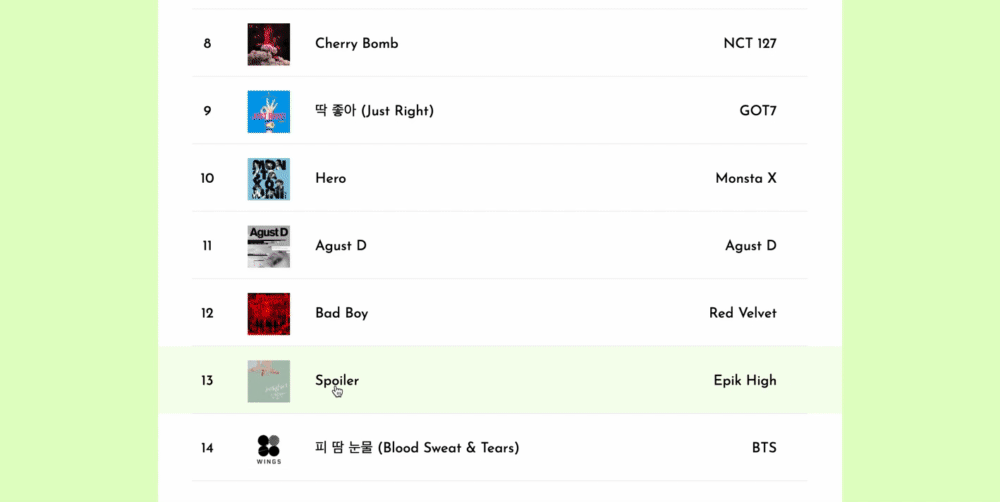 8 Cherry Bomb NCT 127
9 딱 좋아 (Just Right) GOT7
10 Hero Monsta X
11 Agust D Agust D Agust D
12 Bad Boy Red Velvet
13 Spoiler Epik High
14 WINGS 피 땀 눈물 (Blood Sweat & Tears) BTS